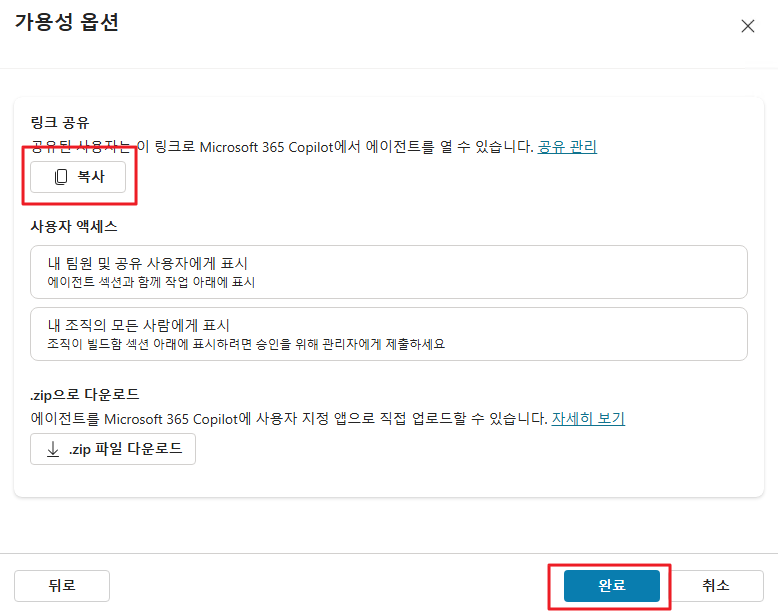 가용성 옵션
링크 공유
공유된 사용자는 이 링크로 Microsoft 365 Copilot에서 에이전트를 열 수 있습니다. 공유 관리
복사
사용자 액세스
내 팀원 및 공유 사용자에게 표시
에이전트 섹션과 함께 작업 아래에 표시
내 조직의 모든 사람에게 표시
조직이 빌드함 섹션 아래에 표시하려면 승인을 위해 관리자에게 제출하세요
.zip으로 다운로드
에이전트를 Microsoft 365 Copilot에 사용자 지정 앱으로 직접 업로드할 수 있습니다. 자세히 보기
.zip 파일 다운로드
뒤로
완료
취소